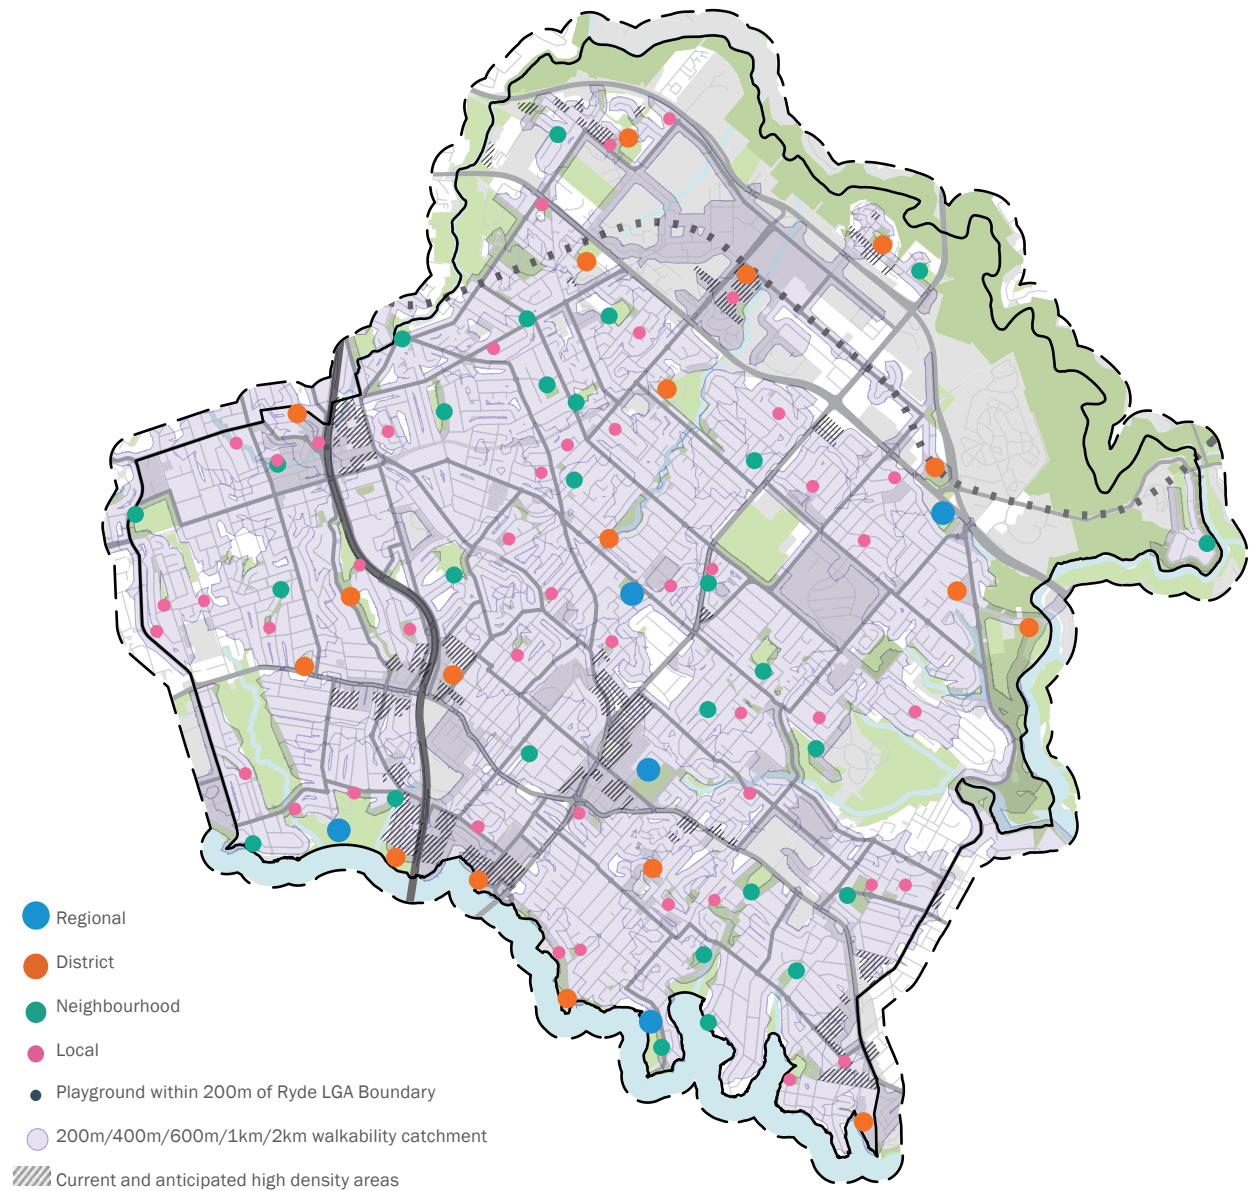 Regional
District
Neighbourhood
Local
Playground within 200m of Ryde LGA Boundary
200m/400m/600m/1km/2km walkability catchment
Current and anticipated high density areas